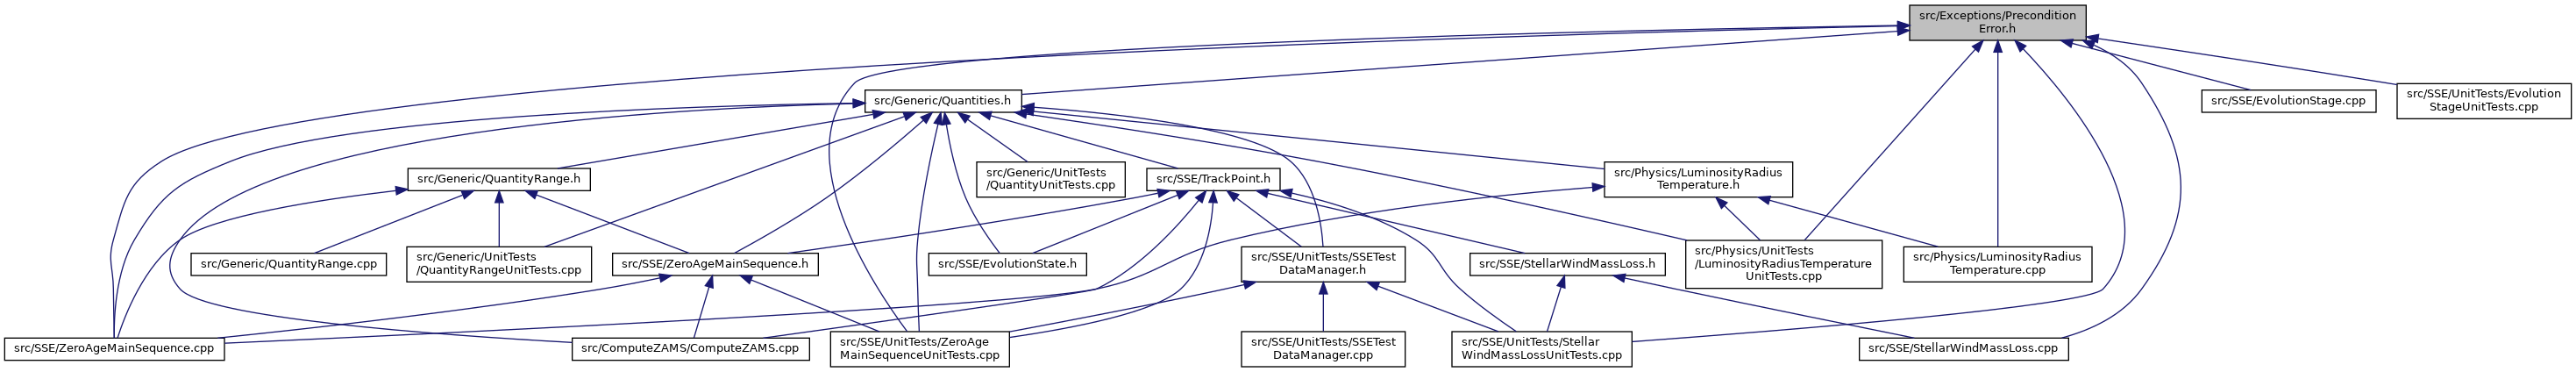 src/Exceptions/Precondition
Error.h
src/Generic/Quantities.h
src/SSE/EvolutionStage.cpp
src/SSE/UnitTests/Evolution
StageUnitTests.cpp
src/Generic/QuantityRange.h
src/Generic/UnitTests
/QuantityUnitTests.cpp
src/SSE/TrackPoint.h
src/Physics/LuminosityRadius
Temperature.h
src/Generic/QuantityRange.cpp
src/Generic/UnitTests
/QuantityRangeUnitTests.cpp
src/SSE/ZeroAgeMainSequence.h
src/SSE/EvolutionState.h
src/SSE/UnitTests/SSETest
DataManager.h
src/SSE/StellarWindMassLoss.h
src/Physics/UnitTests
/LuminosityRadiusTemperature
UnitTests.cpp
src/Physics/LuminosityRadius
Temperature.cpp
src/SSE/ZeroAgeMainSequence.cpp
src/ComputeZAMS/ComputeZAMS.cpp
src/SSE/UnitTests/ZeroAge
MainSequenceUnitTests.cpp
src/SSE/UnitTests/SSETest
DataManager.cpp
src/SSE/UnitTests/Stellar
WindMassLossUnitTests.cpp
src/SSE/StellarWindMassLoss.cpp